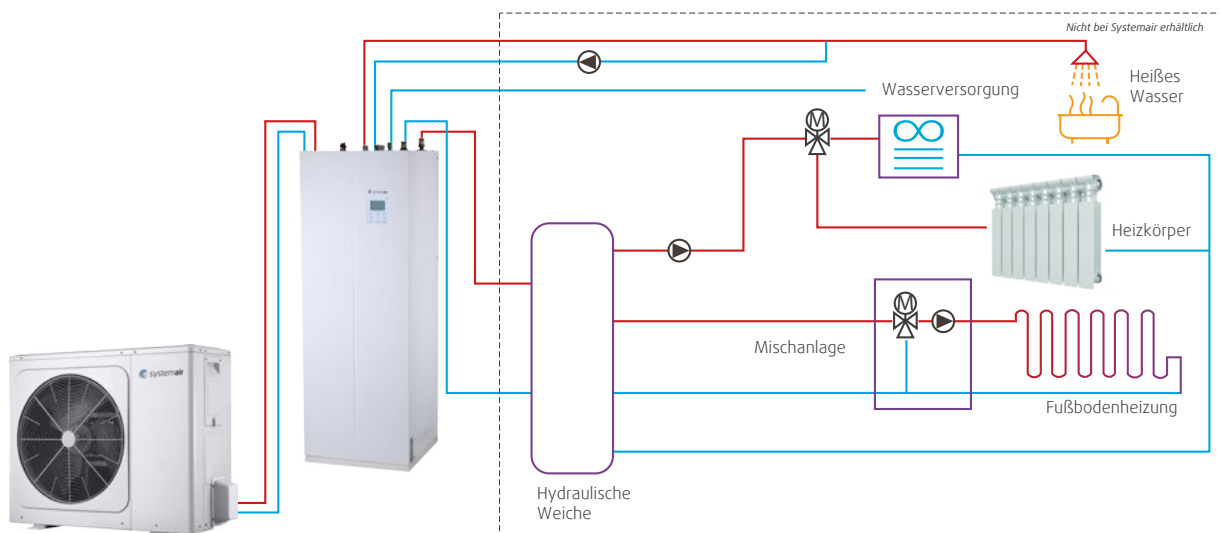 Nicht bei Systemair erhältlich
Heißes
Wasser
Wasserversorgung
M
systemair
Heizkörper
M
Mischanlage
systemair
Fußbodenheizung
Hydraulische
Weiche